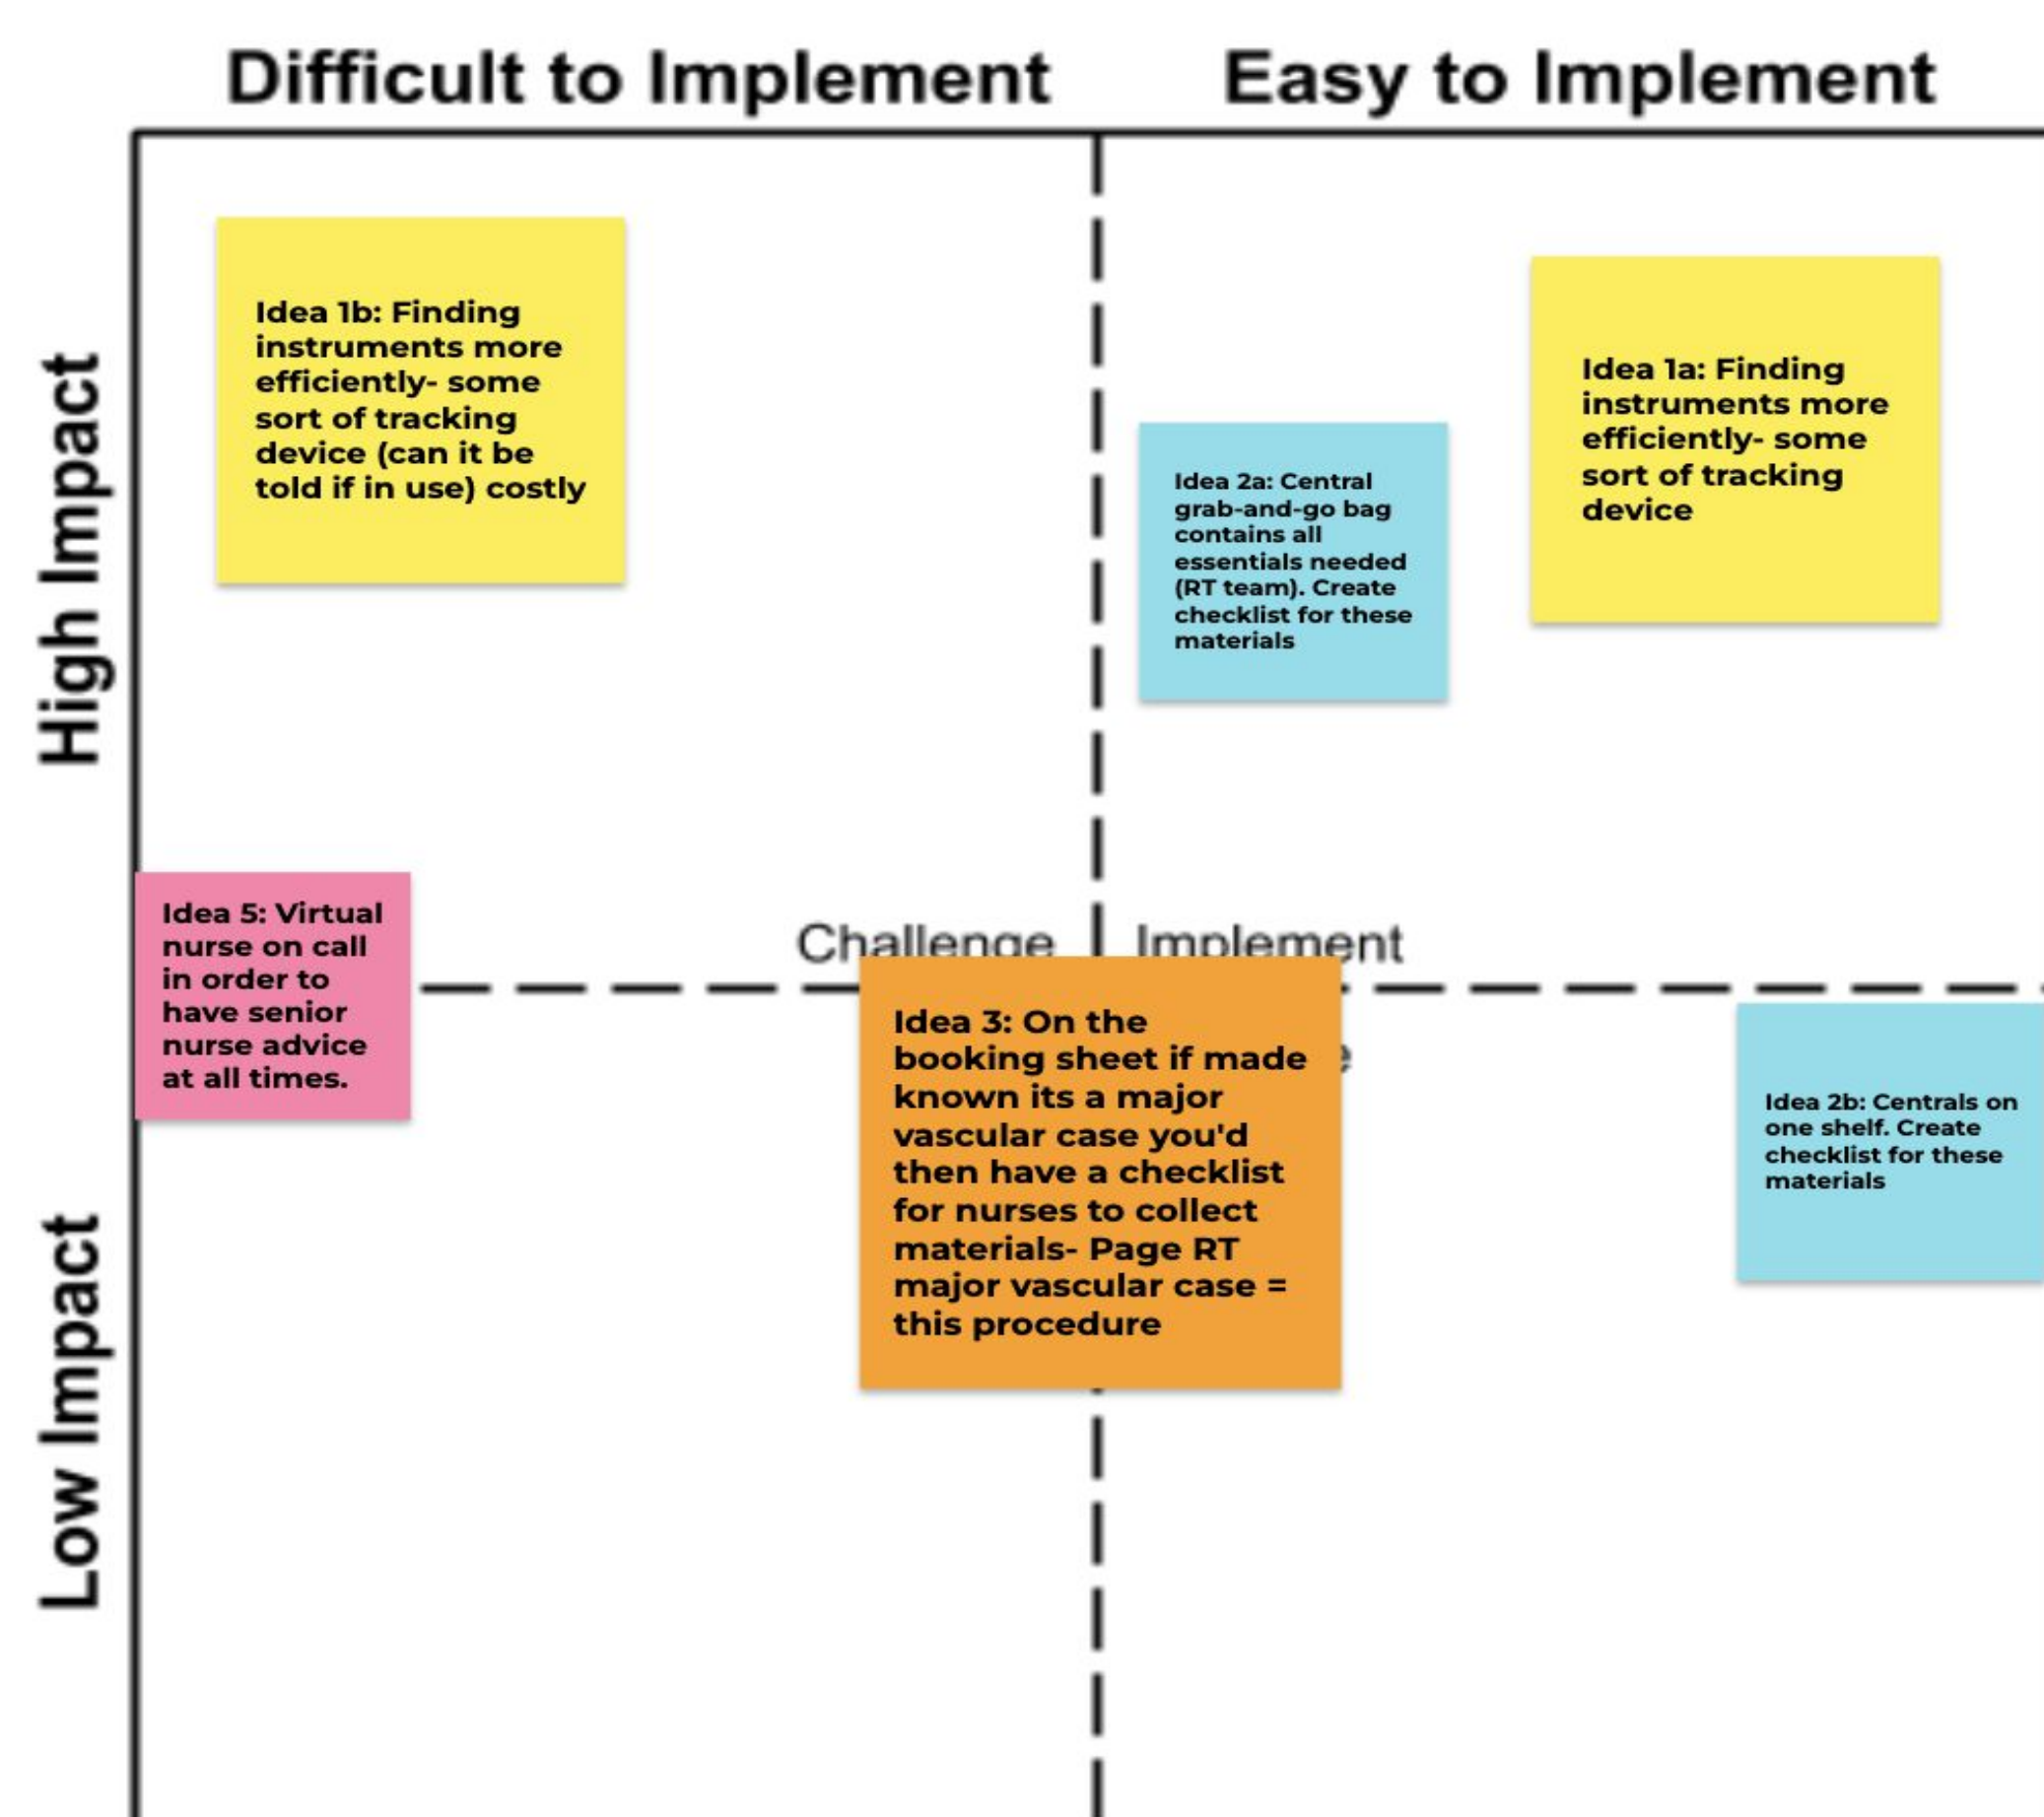 Difficult to Implement
Easy to Implement
High Impact
Low Impact
Idea 1b: Finding
instruments more
efficiently- some
sort of tracking
device (can it be
told if in use) costly
Idea 2a: Central
grab-and-go bag
contains all
essentials needed
(RT team). Create
checklist for these
materials
Idea 1a: Finding
instruments more
efficiently- some
sort of tracking
device
Challenge
Implement
Idea 5: Virtual
nurse on call
in order to
have senior
nurse advice
at all times.
Idea 3: On the
booking sheet if made
known its a major
vascular case you'd
then have a checklist
for nurses to collect
materials- Page RT
major vascular case =
this procedure
Idea 2b: Centrals on
one shelf. Create
checklist for these
materials